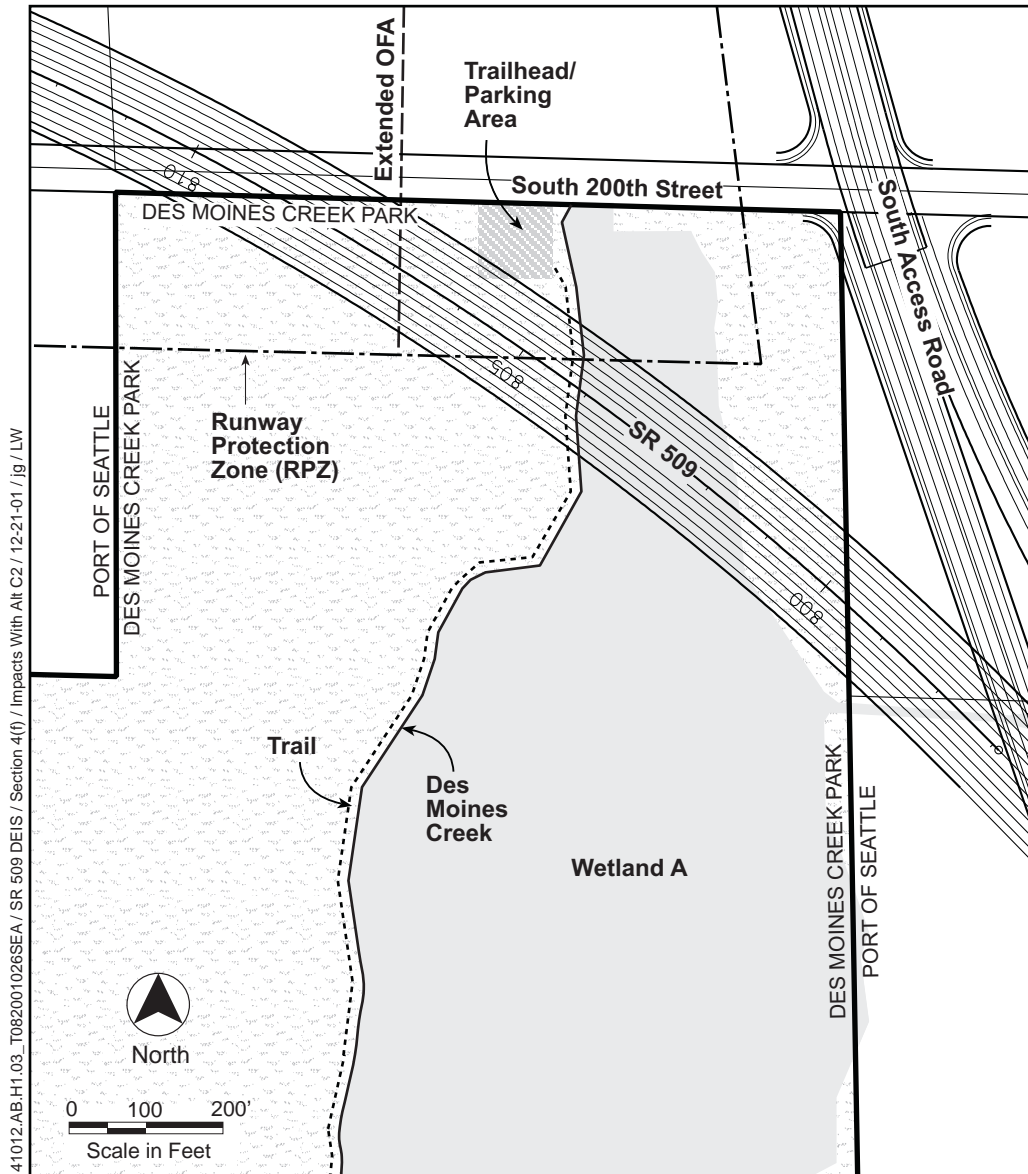 Extended OFA
Trailhead/
Parking
Area
South 200th Street
810
DES MOINES CREEK PARK
South Access Road
PORT OF SEATTLE
DES MOINES CREEK PARK
Runway
Protection
Zone (RPZ)
805
SR 509
800
Trail
Des
Moines
Creek
Wetland A
DES MOINES CREEK PARK
PORT OF SEATTLE
North
0 100 200'
Scale in Feet
41012.AB.H1.03_T082001026SEA / SR 509 DEIS / Section 4(f) / Impacts With Alt C2 / 12-21-01 / jg / LW